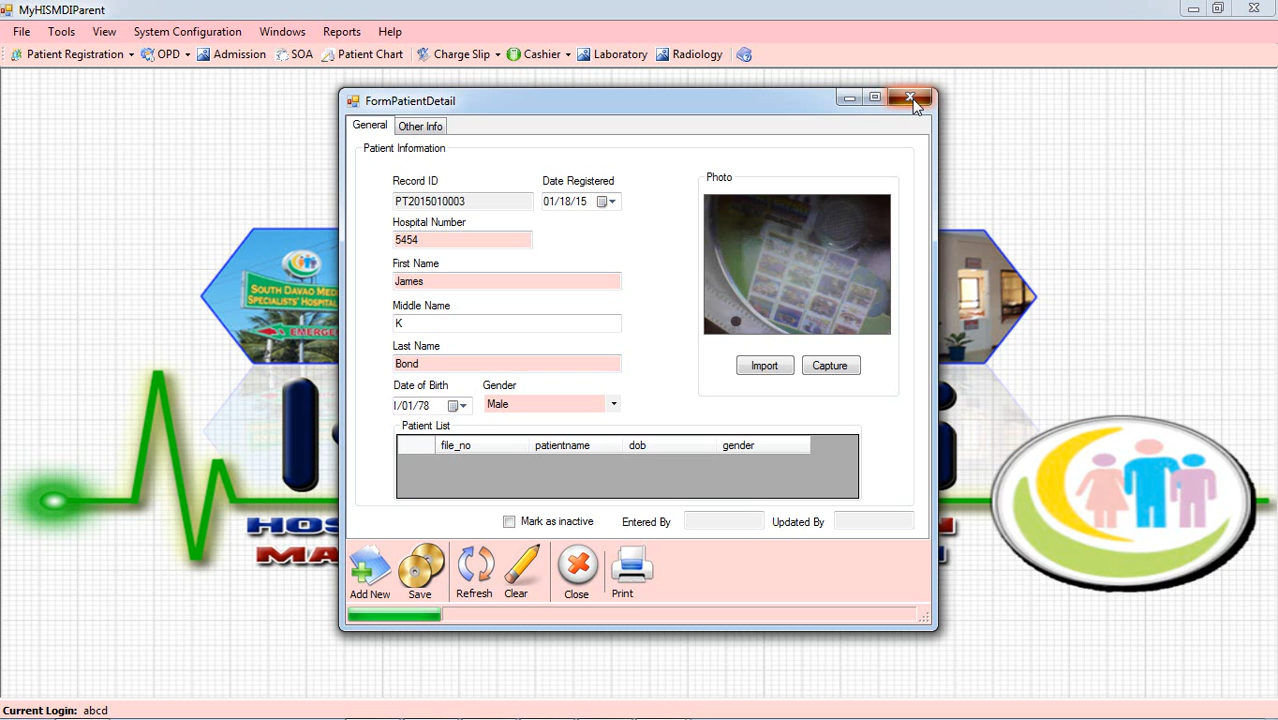 MyHISMDIParent
File Tools View System Configuration Windows Reports Help
Patient Registration OPD Admission SOA Patient Chart Charge Slip Cashier Laboratory Radiology
FormPatientDetail
General Other Info
Patient Information
Record ID Date Registered Photo
PT2015010003 01/18/15
Hospital Number
5454
First Name
James
Middle Name
K
Last Name
Bond
Import Capture
Date of Birth Gender
/01/78 Male
Patient List
file_no patientname dob gender
Mark as inactive Entered By Updated By
Add New Save Refresh Clear Close Print
SOUTH DAVAO MED
SPECIALISTS' HOSPITAL
EMERGE
HOS
MA
Current Login: abcd